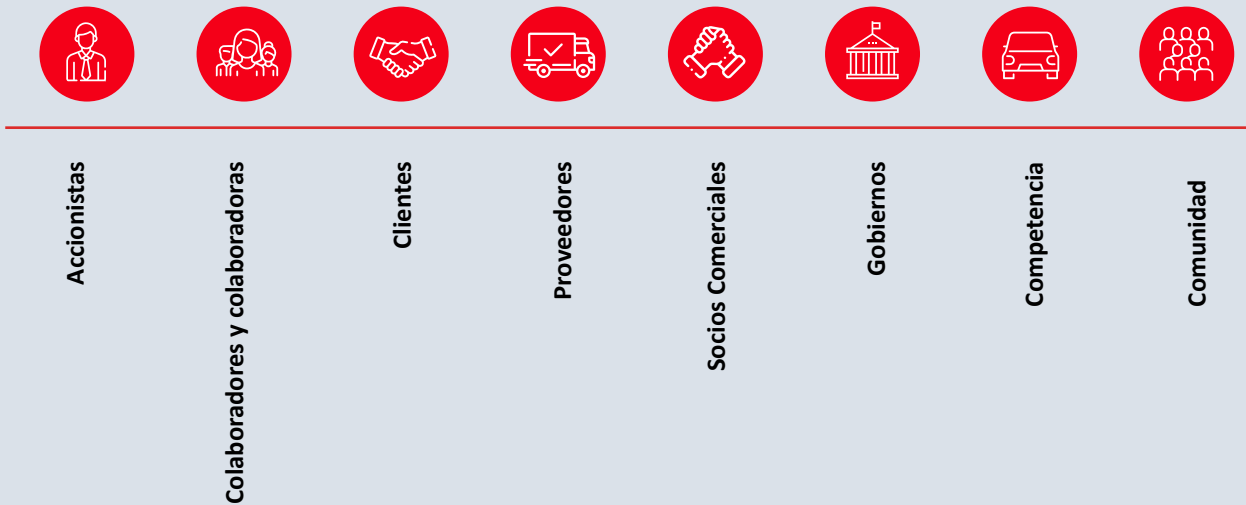 Accionistas
Colaboradores y colaboradoras
Clientes
Proveedores
Socios Comerciales
Gobiernos
Competencia
Comunidad